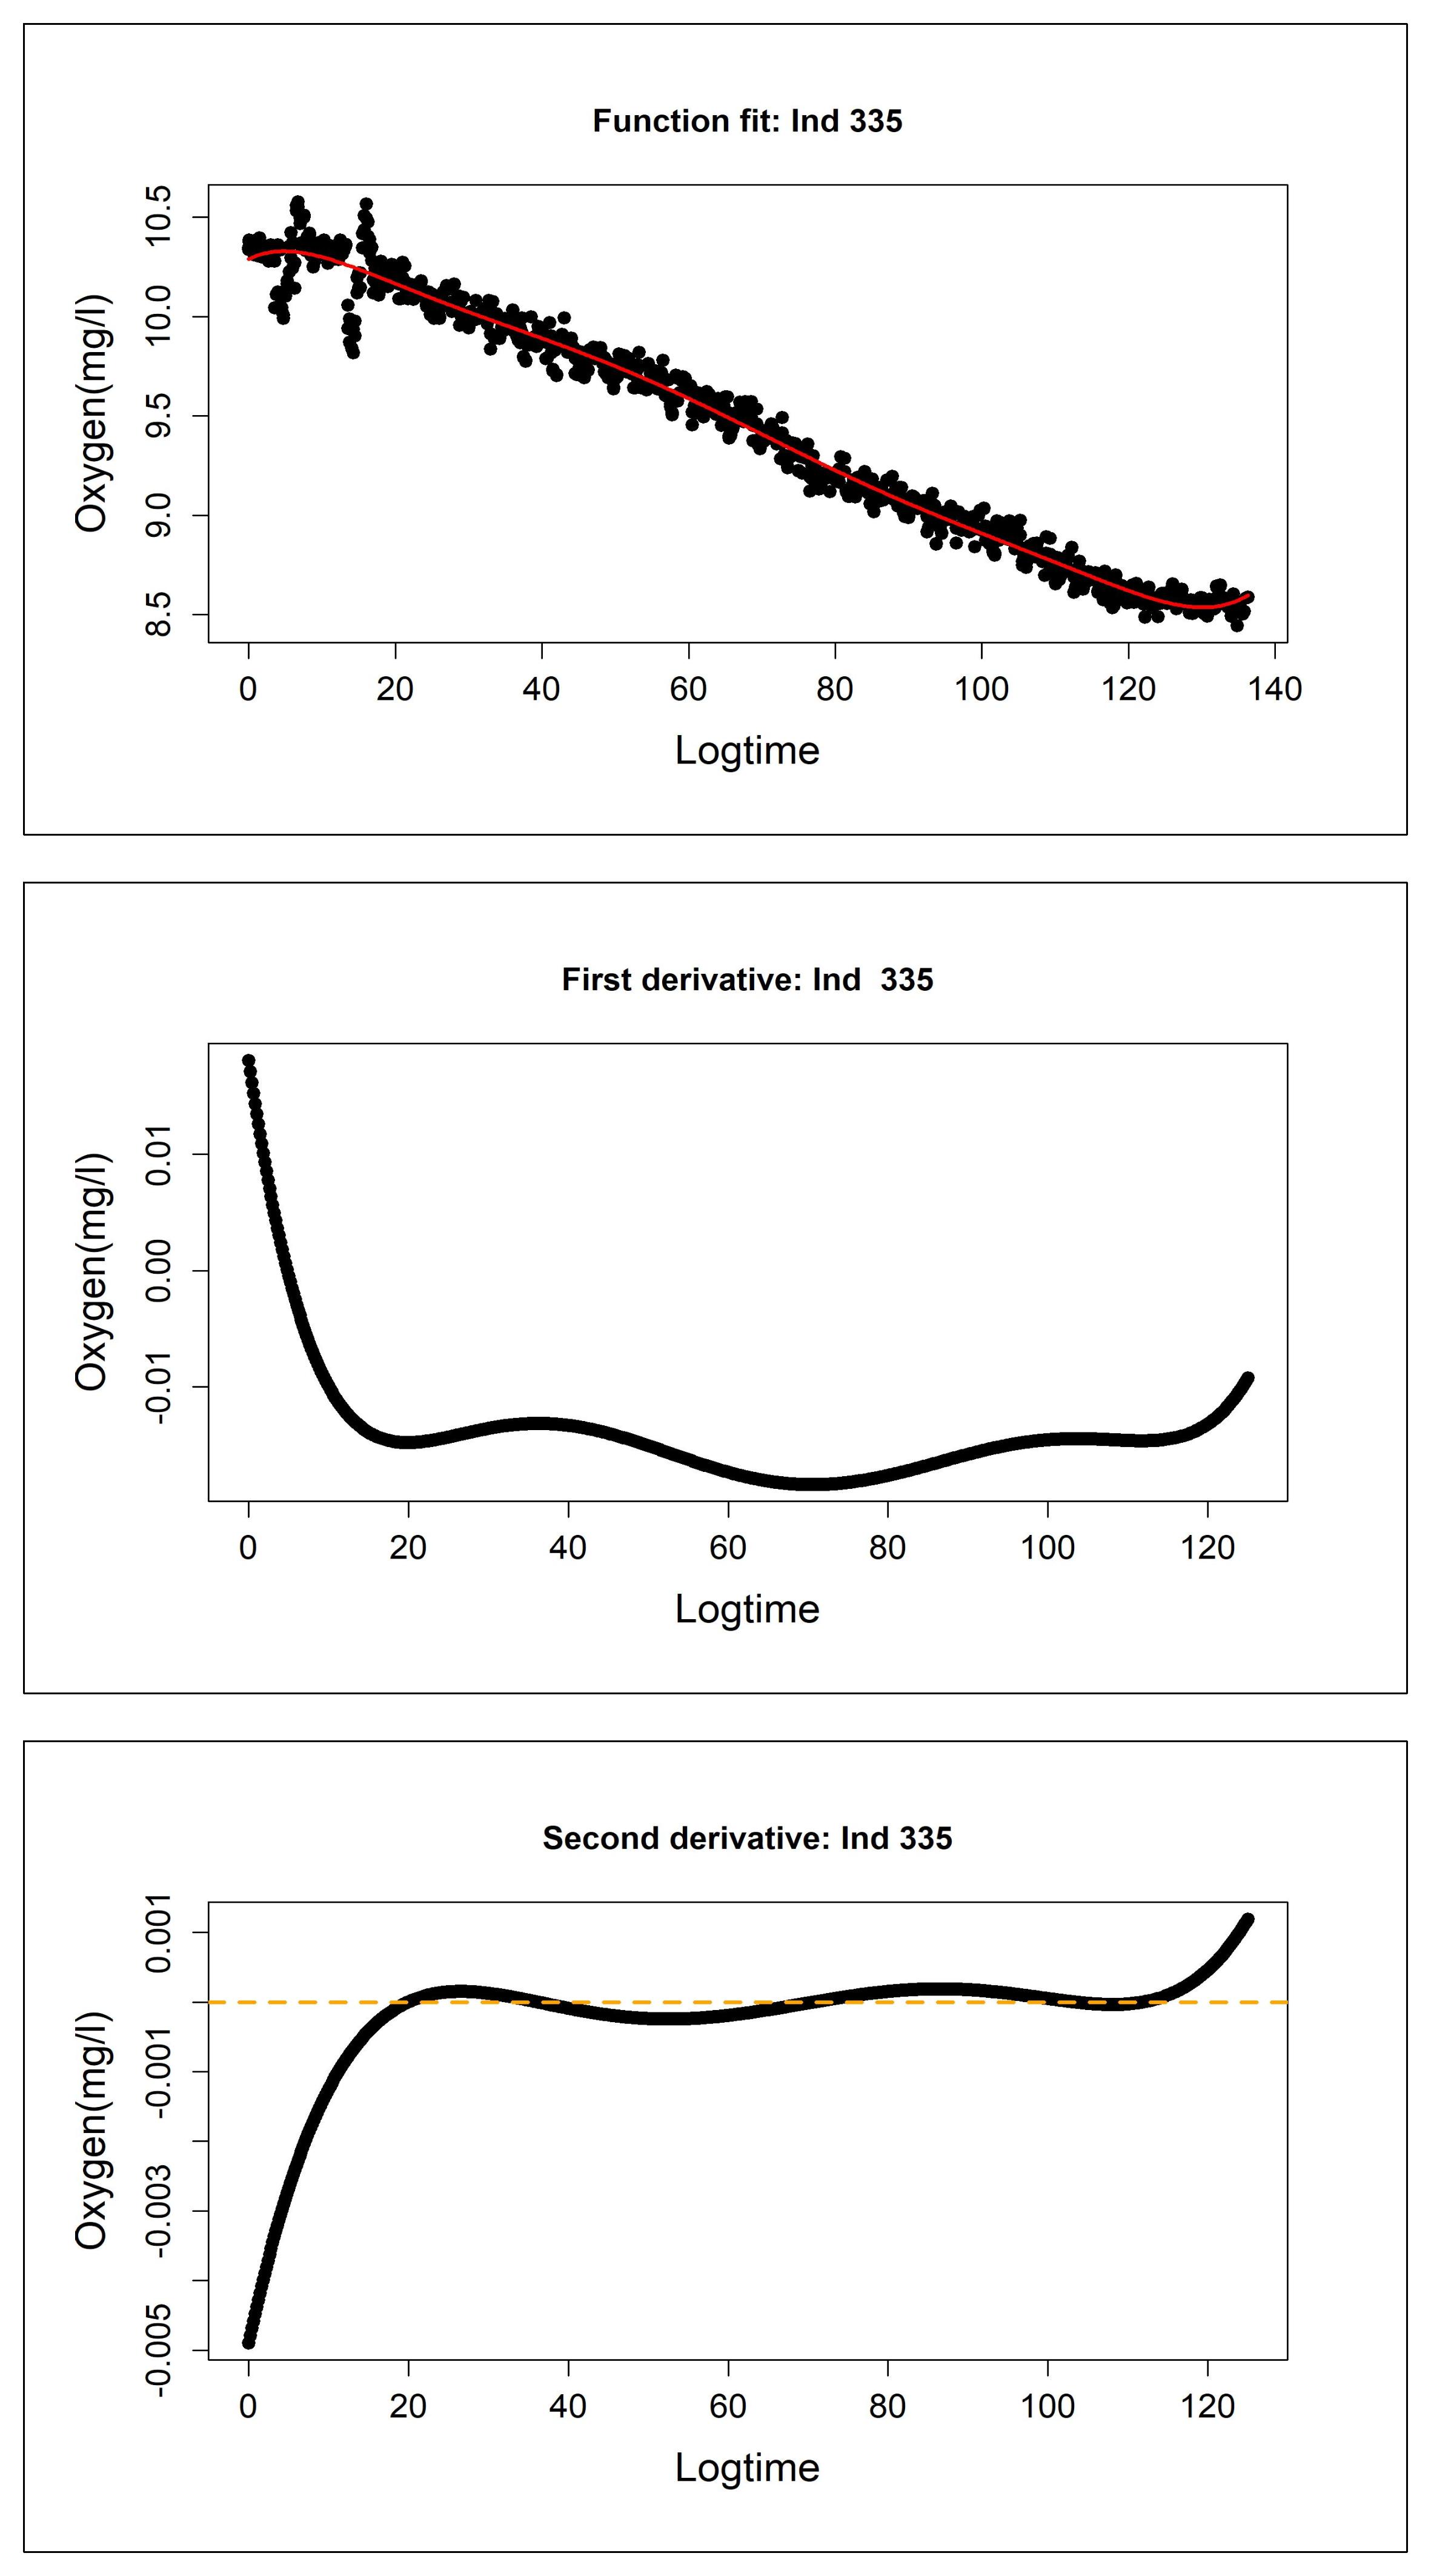 Function fit: Ind 335
10.5
10.0
9.5
9.0
8.5
Oxygen(mg/l)
0 20 40 60 80 100 120 140
Logtime
First derivative: Ind  335
0.01
0.00
-0.01
Oxygen(mg/l)
0 20 40 60 80 100 120
Logtime
Second derivative: Ind 335
0.001
-0.001
-0.003
-0.005
Oxygen(mg/l)
0 20 40 60 80 100 120
Logtime